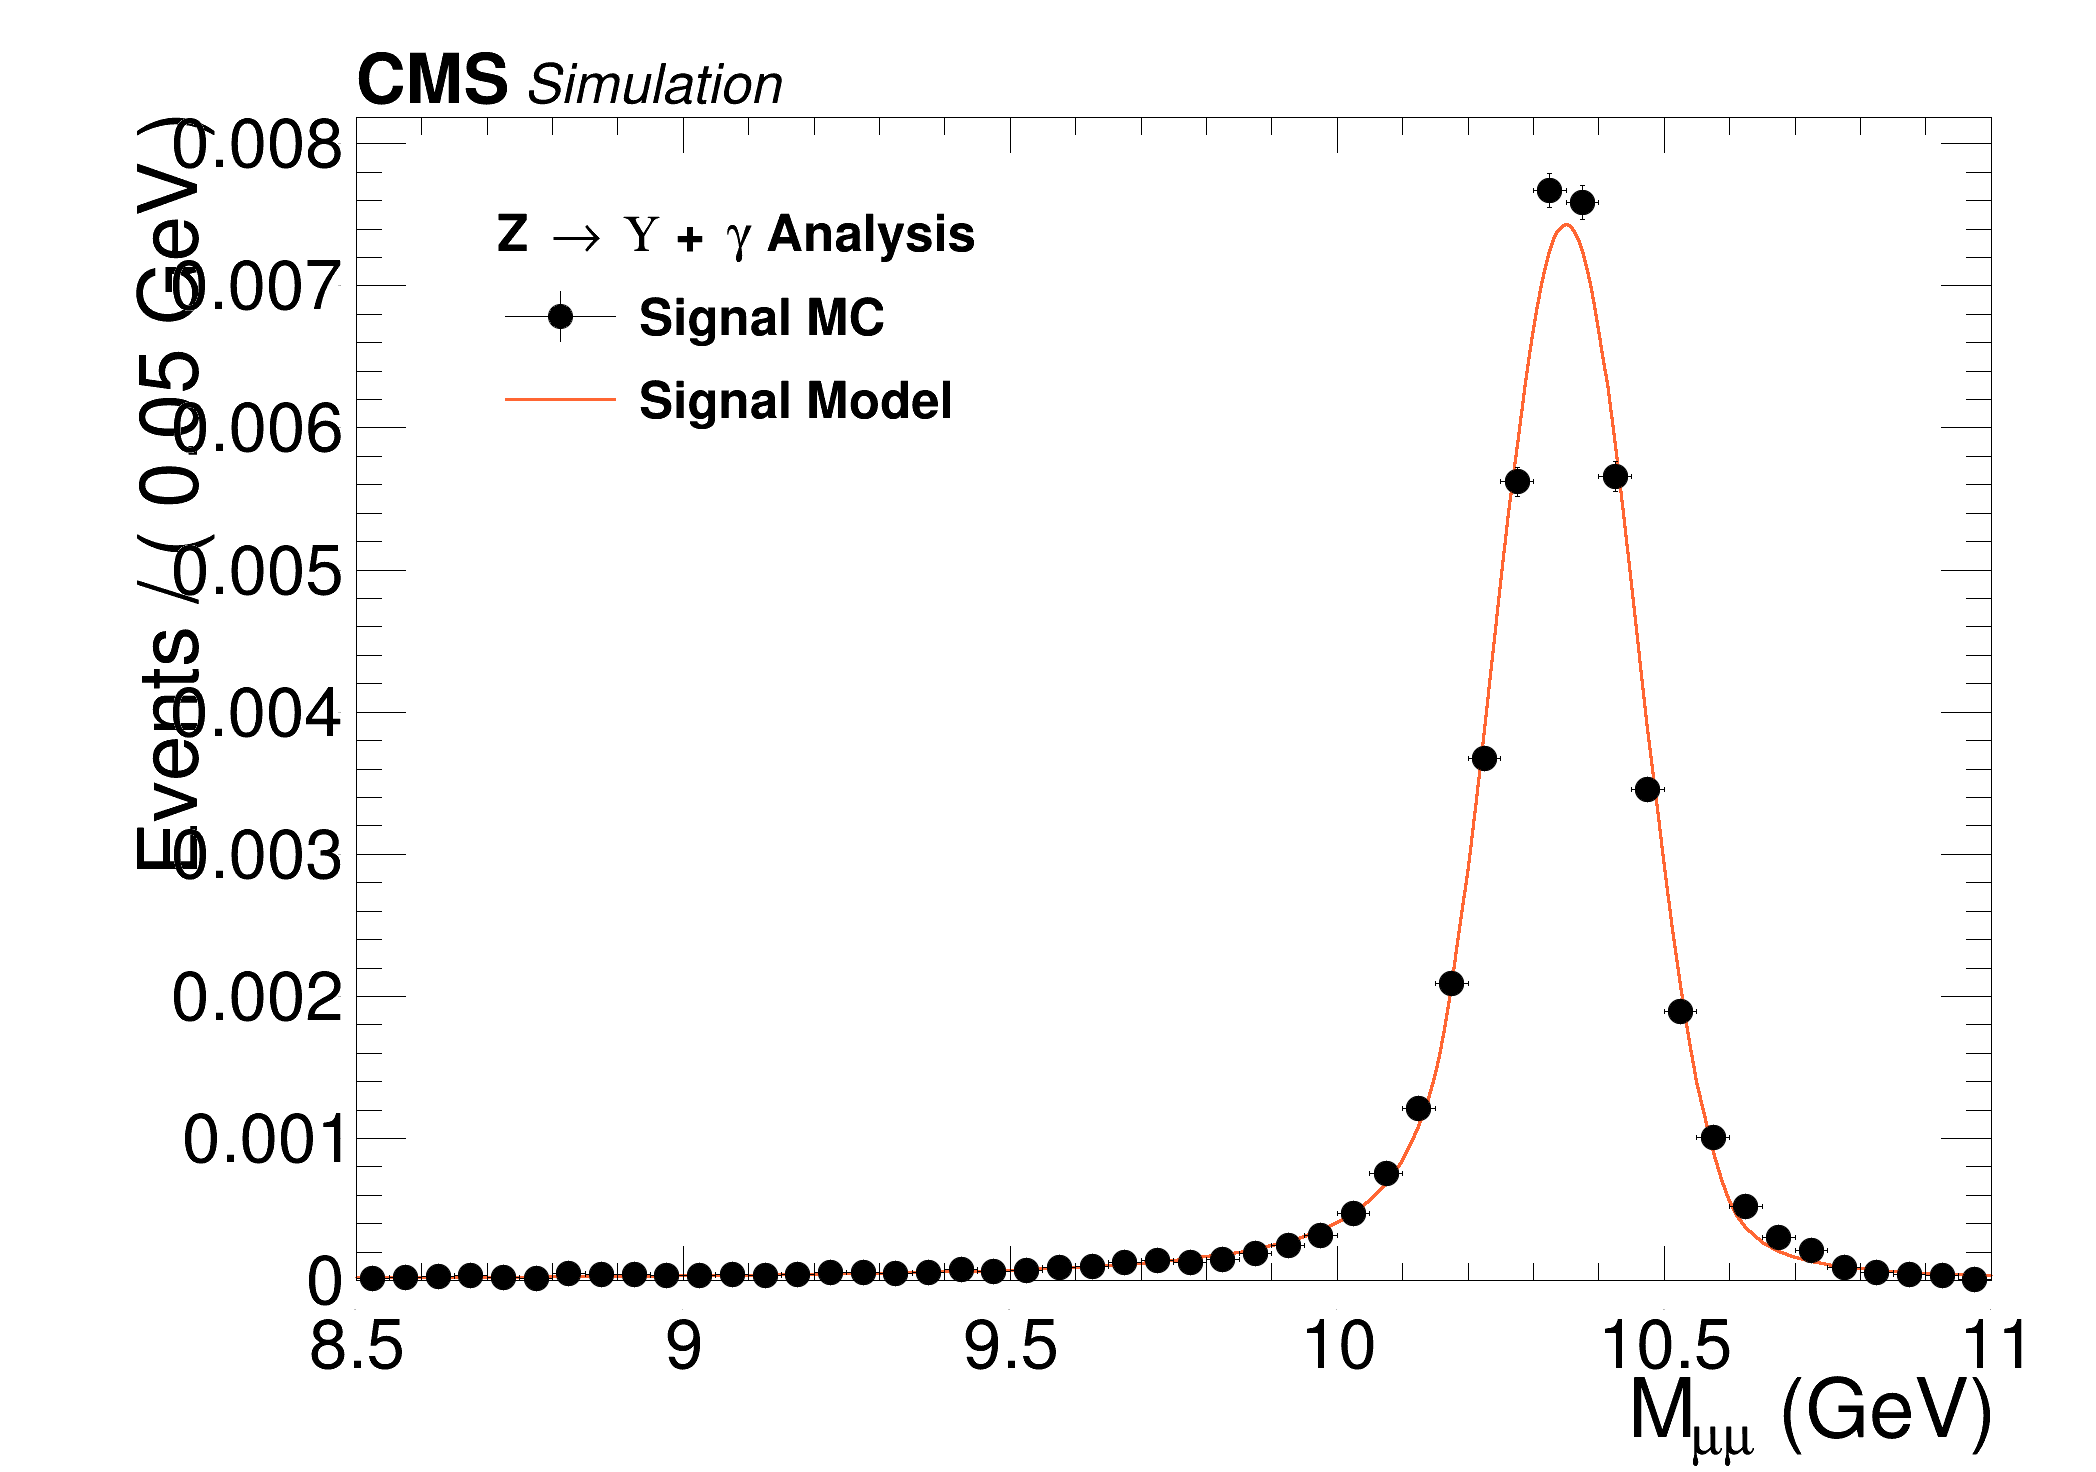 CMS Simulation
Events / ( 0.05 GeV )
0.008
0.007
0.006
0.005
0.004
0.003
0.002
0.001
0
Z → ϒ + γ Analysis
Signal MC
Signal Model
8.5 9 9.5 10 10.5 11
Mμμ (GeV)